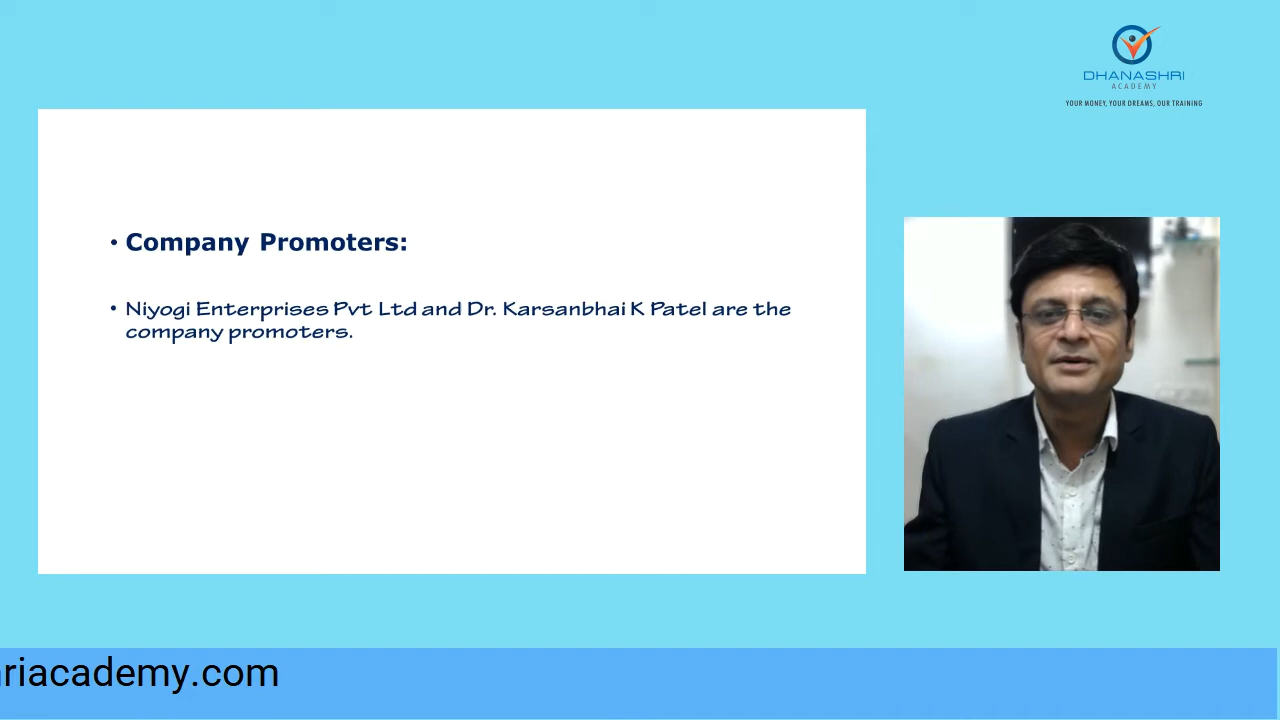 DHANASHRI
ACADEMY
YOUR MONEY, YOUR DREAMS, OUR TRAINING
• Company Promoters:
• Niyogi Enterprises Pvt Ltd and Dr. Karsanbhai K Patel are the
company promoters.
riacademy.com